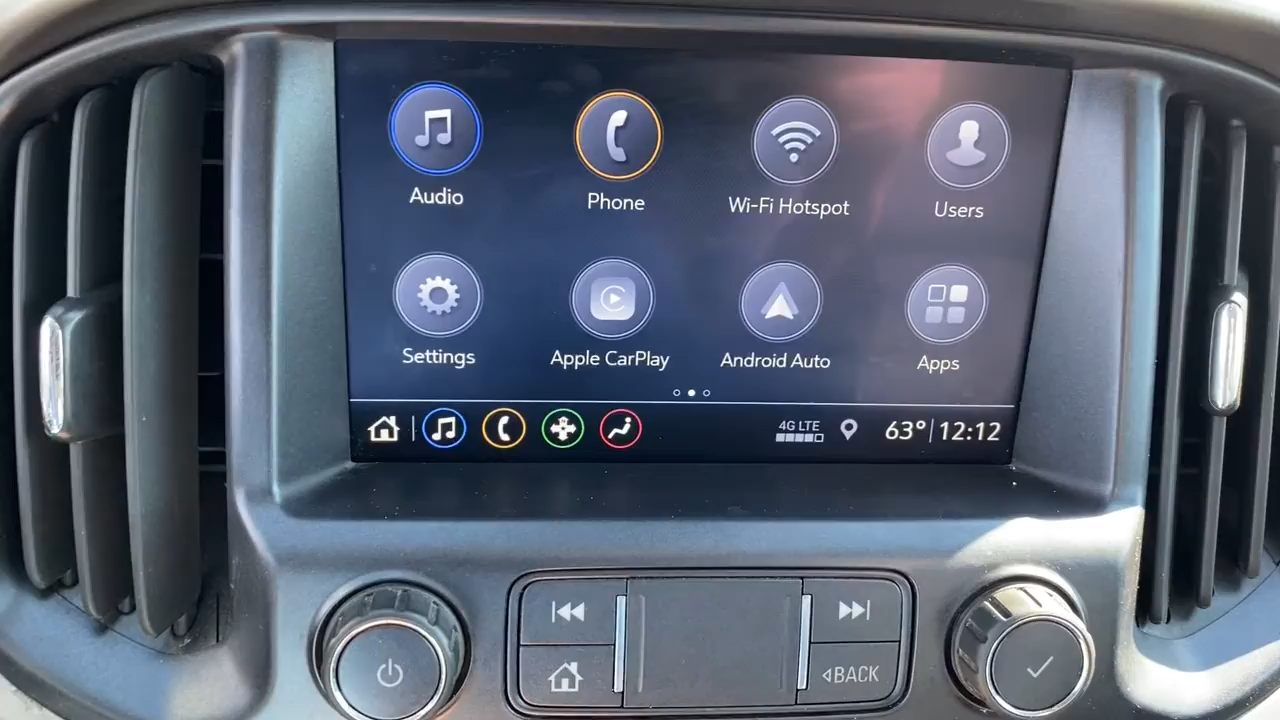 Audio
Phone
Wi-Fi Hotspot
Users
Settings
Apple CarPlay
Android Auto
Apps
4G LTE
63° 12:12
BACK